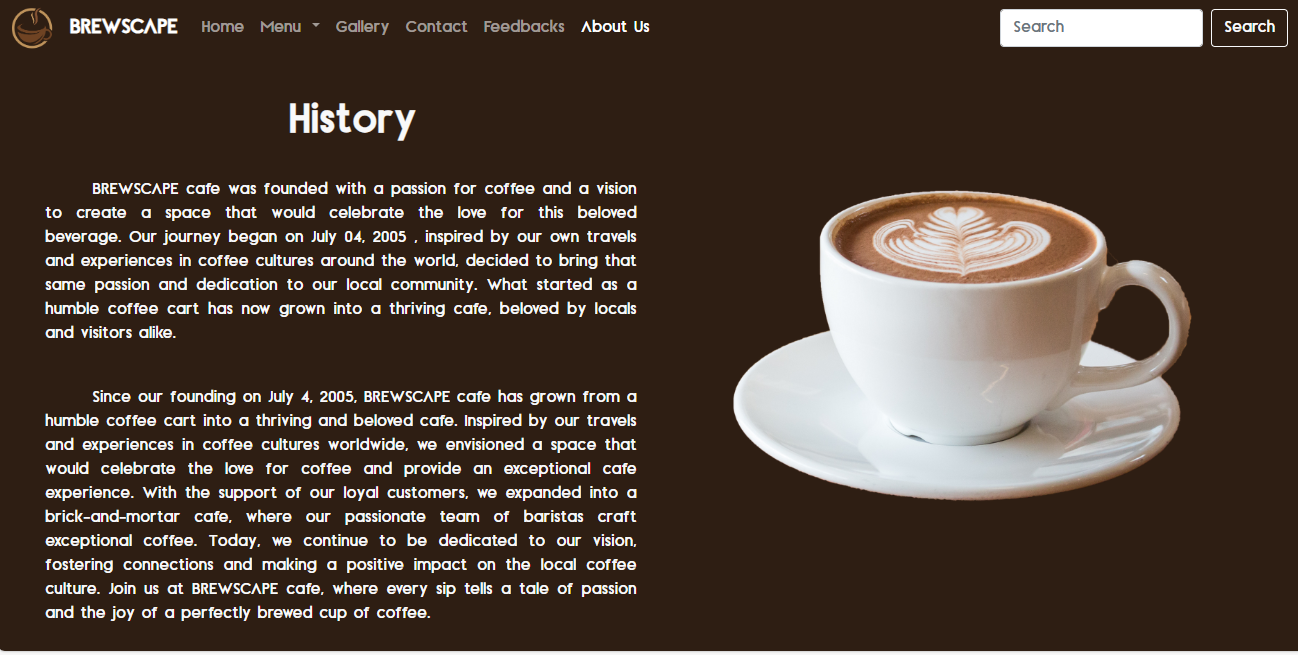 BREWSCAPE Home Menu Gallery Contact Feedbacks About Us Search Search
History
BREWSCAPE cafe was founded with a passion for coffee and a vision
to create a space that would celebrate the love for this beloved
beverage. Our journey began on July 04, 2005 , inspired by our own travels
and experiences in coffee cultures around the world, decided to bring that
same passion and dedication to our local community. What started as a
humble coffee cart has now grown into a thriving cafe, beloved by locals
and visitors alike.
Since our founding on July 4, 2005, BREWSCAPE cafe has grown from a
humble coffee cart into a thriving and beloved cafe. Inspired by our travels
and experiences in coffee cultures worldwide, we envisioned a space that
would celebrate the love for coffee and provide an exceptional cafe
experience. With the support of our loyal customers, we expanded into a
brick-and-mortar cafe, where our passionate team of baristas craft
exceptional coffee. Today, we continue to be dedicated to our vision,
fostering connections and making a positive impact on the local coffee
culture. Join us at BREWSCAPE cafe, where every sip tells a tale of passion
and the joy of a perfectly brewed cup of coffee.